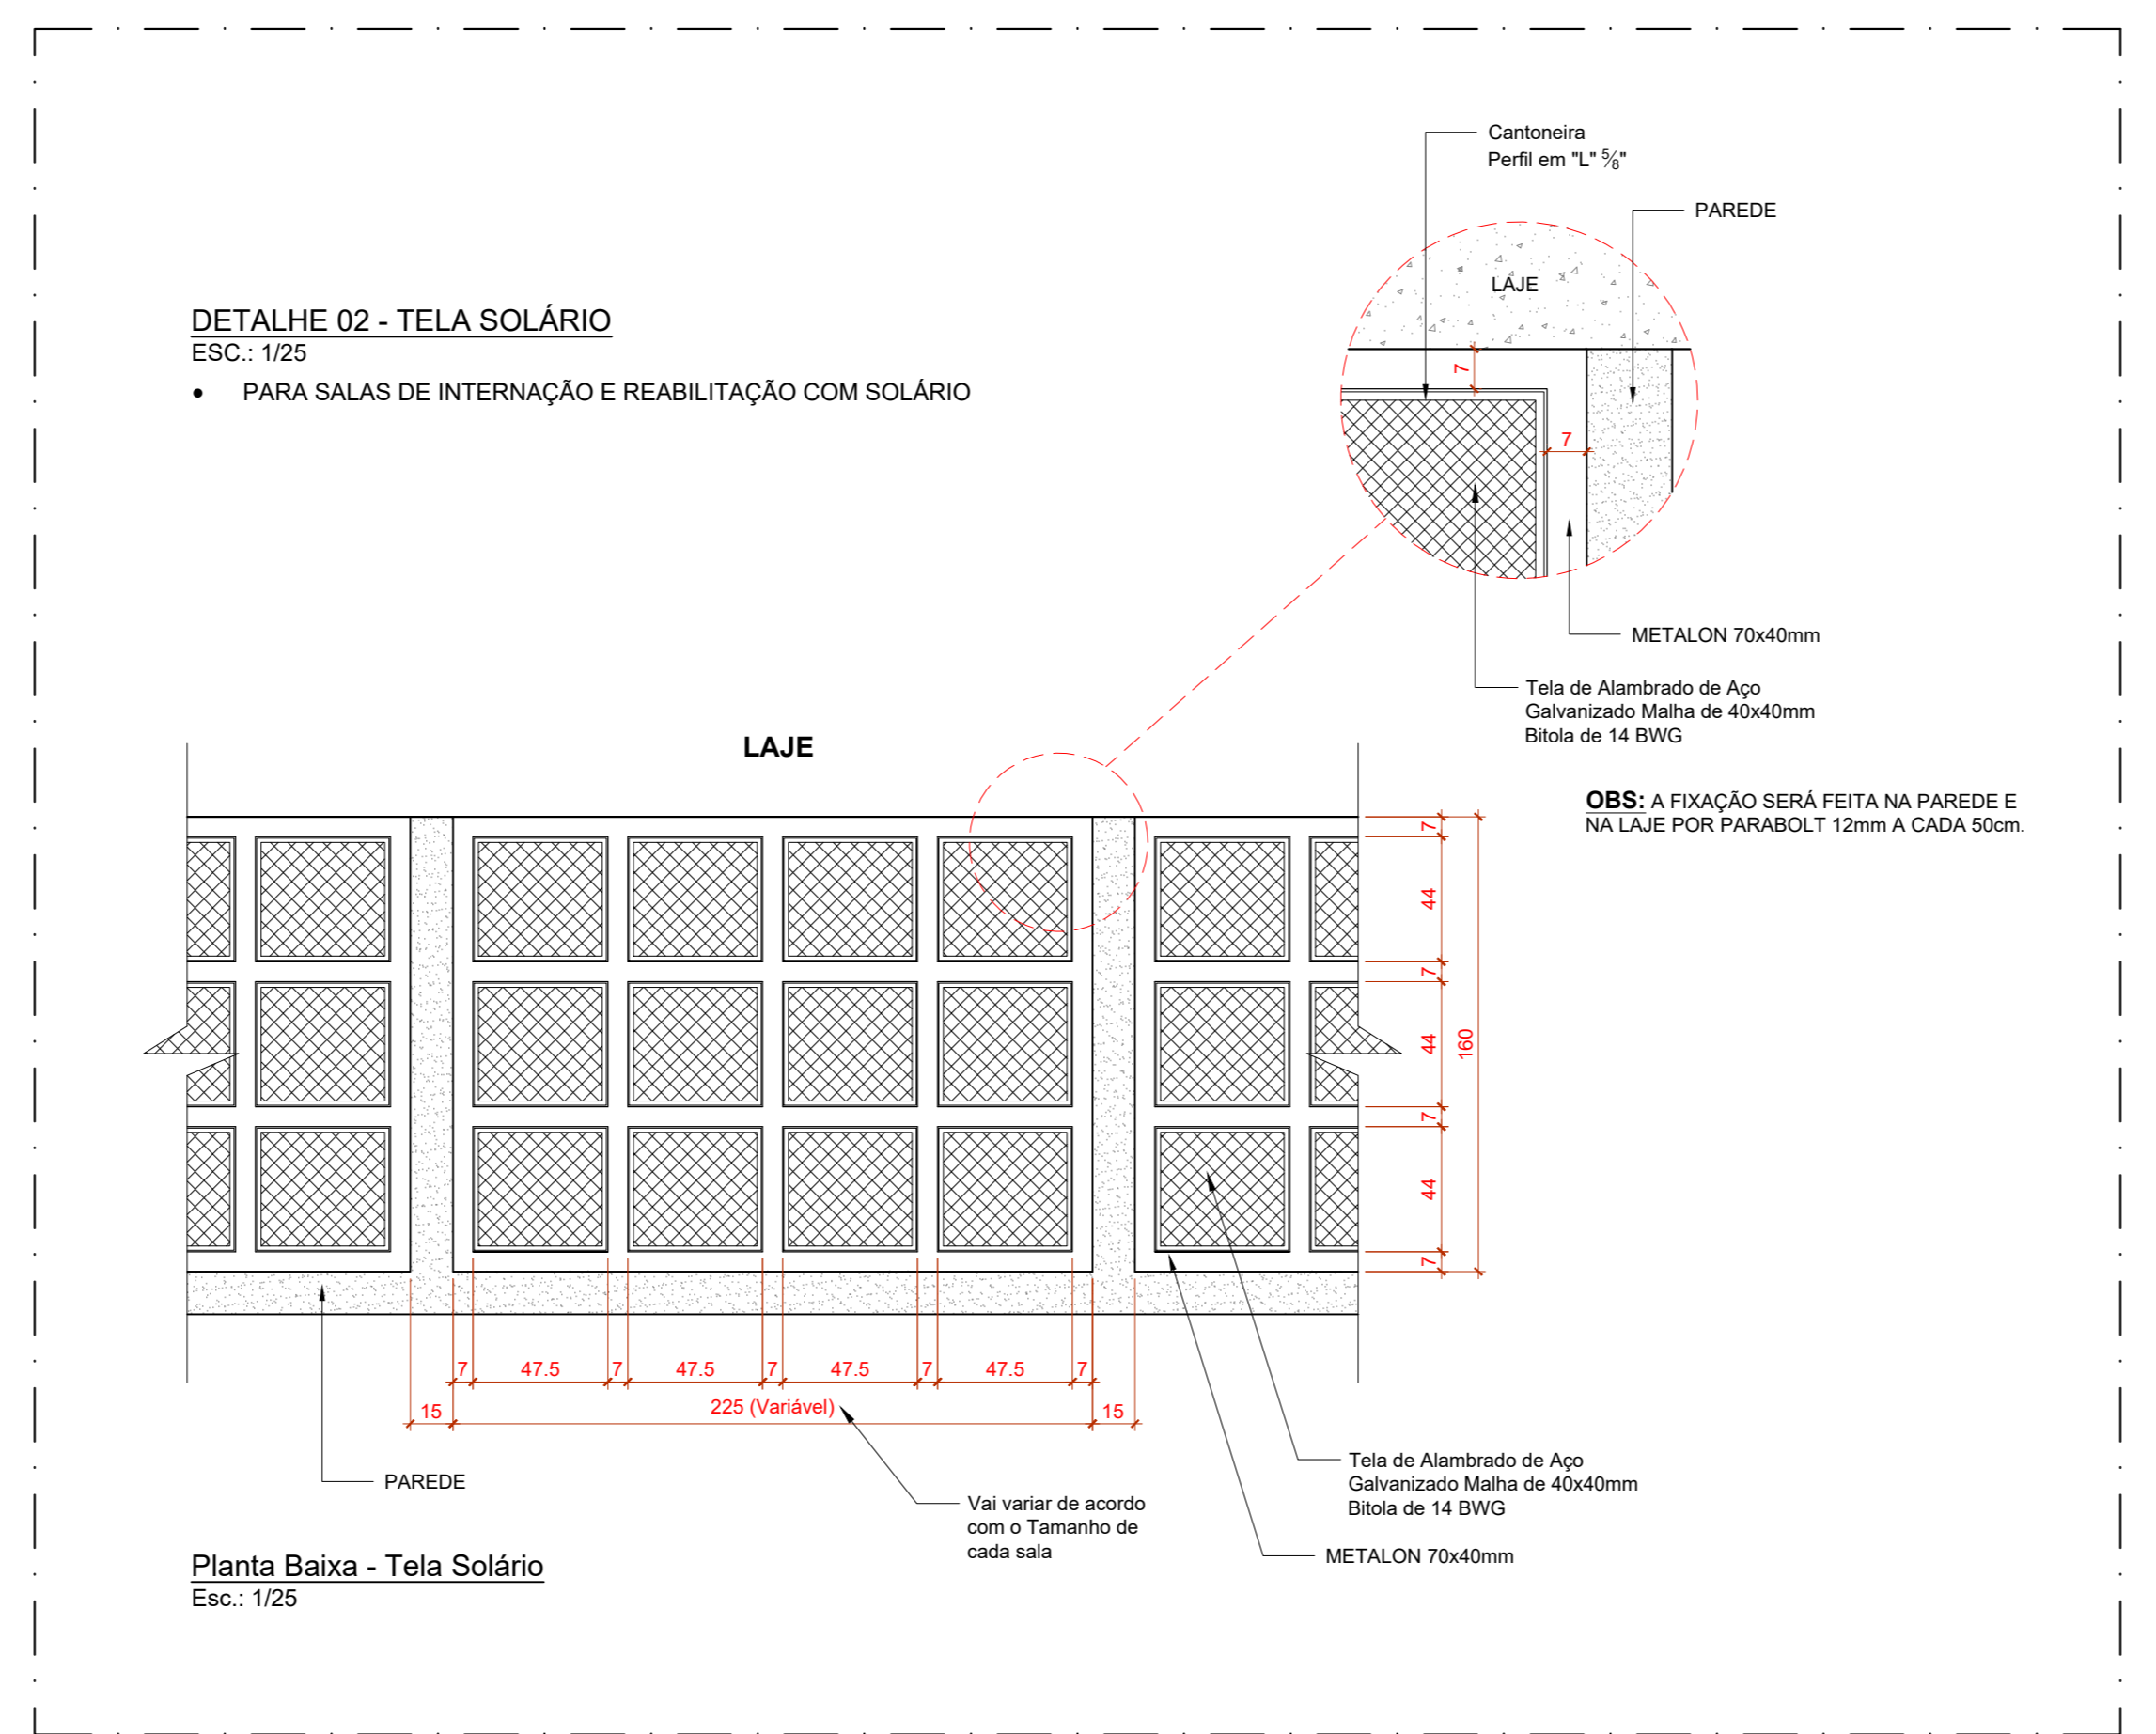 Cantoneira
Perfil em "L" ⅝"
PAREDE
LAJE
DETALHE 02 - TELA SOLÁRIO
ESC.: 1/25
• PARA SALAS DE INTERNAÇÃO E REABILITAÇÃO COM SOLÁRIO
7
7
METALON 70x40mm
Tela de Alambrado de Aço
Galvanizado Malha de 40x40mm
Bitola de 14 BWG
LAJE
OBS: A FIXAÇÃO SERÁ FEITA NA PAREDE E
NA LAJE POR PARABOLT 12mm A CADA 50cm.
7
44
7
44
160
7
44
7
7 47.5 7 47.5 7 47.5 7 47.5 7
15 225 (Variável) 15
PAREDE
Vai variar de acordo
com o Tamanho de
cada sala
Tela de Alambrado de Aço
Galvanizado Malha de 40x40mm
Bitola de 14 BWG
METALON 70x40mm
Planta Baixa - Tela Solário
Esc.: 1/25